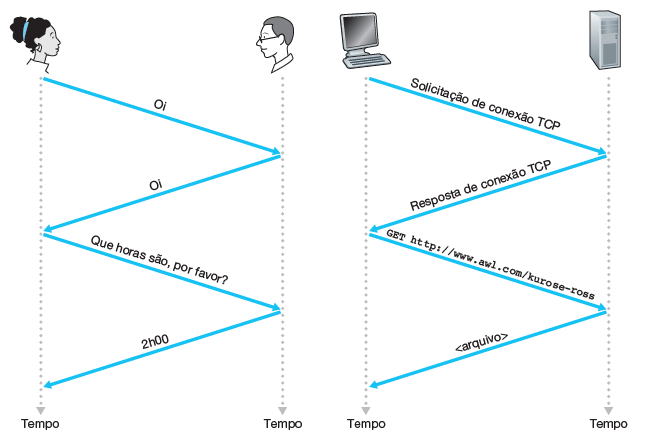 Oi
Oi
Que horas são, por favor?
2h00
Tempo
Tempo
Solicitação de conexão TCP
Resposta de conexão TCP
GET http://www.awl.com/kurose-ross
<arquivo>
Tempo
Tempo